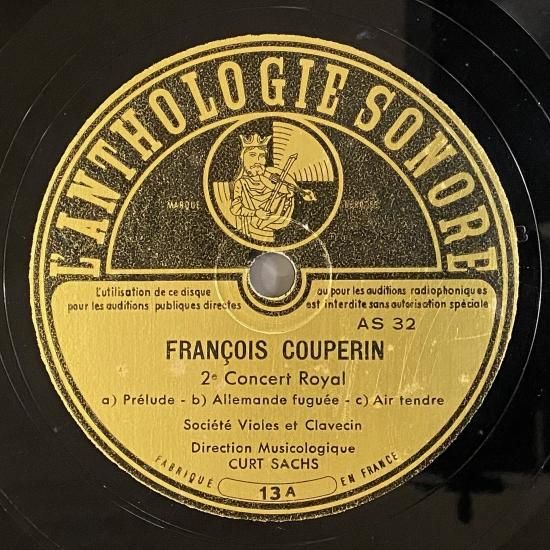 L'ANTHOLOGIE SONORE
MARQUE DÉPOSÉE
L'utilisation de ce disque au pour les auditions radiophoniques
pour les auditions publiques directes est interdite sans autorisation spéciale
AS 32
FRANÇOIS COUPERIN
2e Concert Royal
a) Prélude - b) Allemande fuguée - c) Air tendre
Société Violes et Clavecin
Direction Musicologique
CURT SACHS
FABRIQUÉ EN FRANCE
13 A